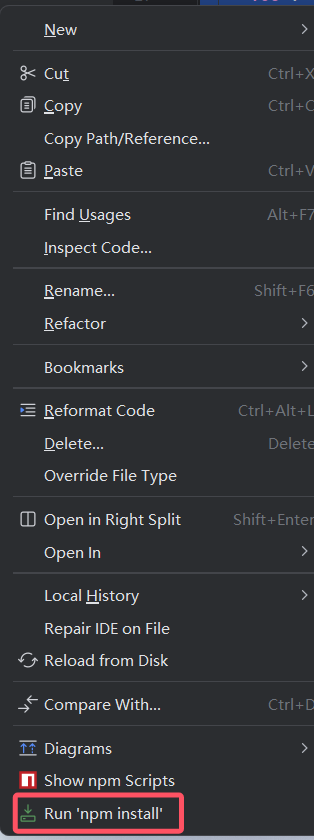 New
Cut Ctrl+X
Copy Ctrl+C
Copy Path/Reference...
Paste Ctrl+V
Find Usages Alt+F7
Inspect Code...
Rename... Shift+F6
Refactor
Bookmarks
Reformat Code Ctrl+Alt+L
Delete... Delete
Override File Type
Open in Right Split Shift+Enter
Open In
Local History
Repair IDE on File
Reload from Disk
Compare With... Ctrl+D
Diagrams
Show npm Scripts
Run 'npm install'